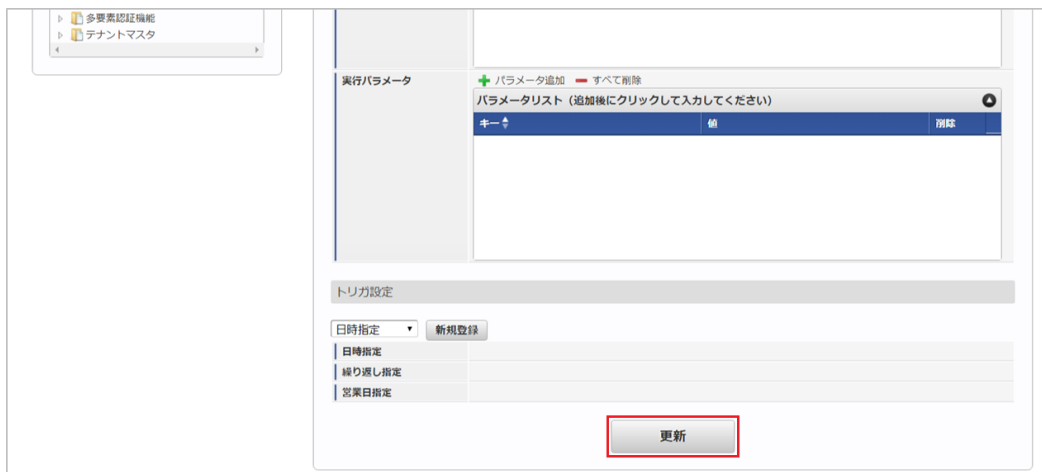 多要素認証機能
テナントマスタ
実行パラメータ
パラメータ追加 すべて削除
パラメータリスト（追加後にクリックして入力してください）
キー 値 削除
トリガ設定
日時指定 新規登録
日時指定
繰り返し指定
営業日指定
更新